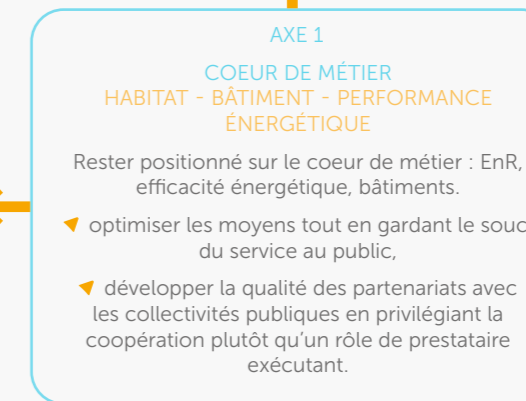 AXE 1
COEUR DE MÉTIER
HABITAT - BÂTIMENT - PERFORMANCE
ÉNERGÉTIQUE
Rester positionné sur le coeur de métier : EnR,
efficacité énergétique, bâtiments.
optimiser les moyens tout en gardant le souc
du service au public,
développer la qualité des partenariats avec
les collectivités publiques en privilégiant la
coopération plutôt qu'un rôle de prestataire
exécutant.